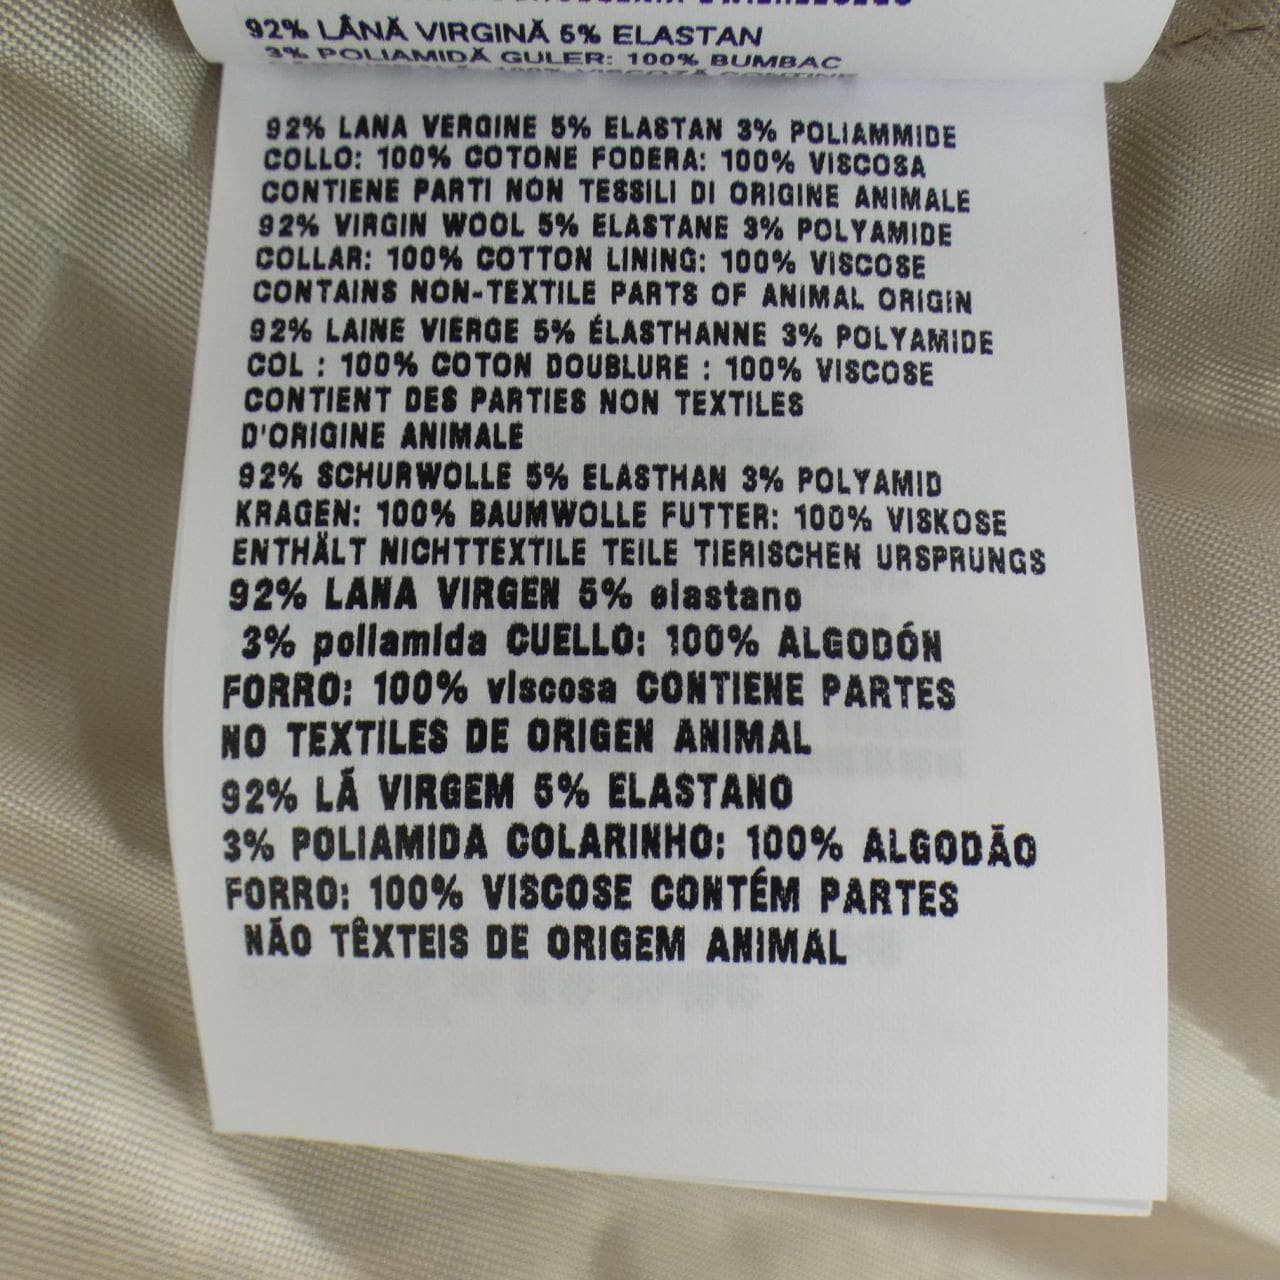 92% LÂNĂ VIRGINĂ 5% ELASTAN
3% POLIAMIDĂ GULER: 100% BUMBAC
92% LANA VERGINE 5% ELASTAN 3% POLIAMMIDE
COLLO: 100% COTONE FODERA: 100% VISCOSA
CONTIENE PARTI NON TESSILI DI ORIGINE ANIMALE
92% VIRGIN WOOL 5% ELASTANE 3% POLYAMIDE
COLLAR: 100% COTTON LINING: 100% VISCOSE
CONTAINS NON-TEXTILE PARTS OF ANIMAL ORIGIN
92% LAINE VIERGE 5% ÉLASTHANNE 3% POLYAMIDE
COL : 100% COTON DOUBLURE : 100% VISCOSE
CONTIENT DES PARTIES NON TEXTILES
D'ORIGINE ANIMALE
92% SCHURWOLLE 5% ELASTHAN 3% POLYAMID
KRAGEN: 100% BAUMWOLLE FUTTER: 100% VISKOSE
ENTHÄLT NICHTTEXTILE TEILE TIERISCHEN URSPRUNGS
92% LANA VIRGEN 5% elastano
3% poliamida CUELLO: 100% ALGODÓN
FORRO: 100% viscosa CONTIENE PARTES
NO TEXTILES DE ORIGEN ANIMAL
92% LÃ VIRGEM 5% ELASTANO
3% POLIAMIDA COLARINHO: 100% ALGODÃO
FORRO: 100% VISCOSE CONTÉM PARTES
NÃO TÊXTEIS DE ORIGEM ANIMAL